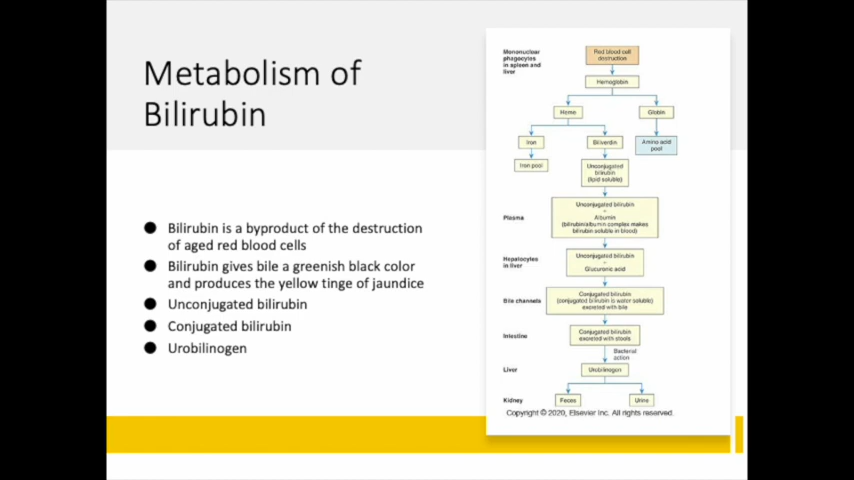 Metabolism of
Bilirubin
Bilirubin is a byproduct of the destruction
of aged red blood cells
Bilirubin gives bile a greenish black color
and produces the yellow tinge of jaundice
Unconjugated bilirubin
Conjugated bilirubin
Urobilinogen
Mononuclear
phagocytes
in spleen and
liver
Red blood cell
destruction
Hemoglobin
Heme
Globin
Iron
Biliverdin
Amino acid
pool
Iron pool
Unconjugated
bilirubin
(lipid soluble)
Plasma
Unconjugated bilirubin
+
Albumin
(bilirubin/albumin complex makes
bilirubin soluble in blood)
Hepatocytes
in liver
Unconjugated bilirubin
+
Glucuronic acid
Bile channels
Conjugated bilirubin
(conjugated bilirubin is water soluble)
excreted with bile
Intestine
Conjugated bilirubin
excreted with stools
Bacterial
action
Liver
Urobilinogen
Kidney
Feces
Urine
Copyright © 2020, Elsevier Inc. All rights reserved.